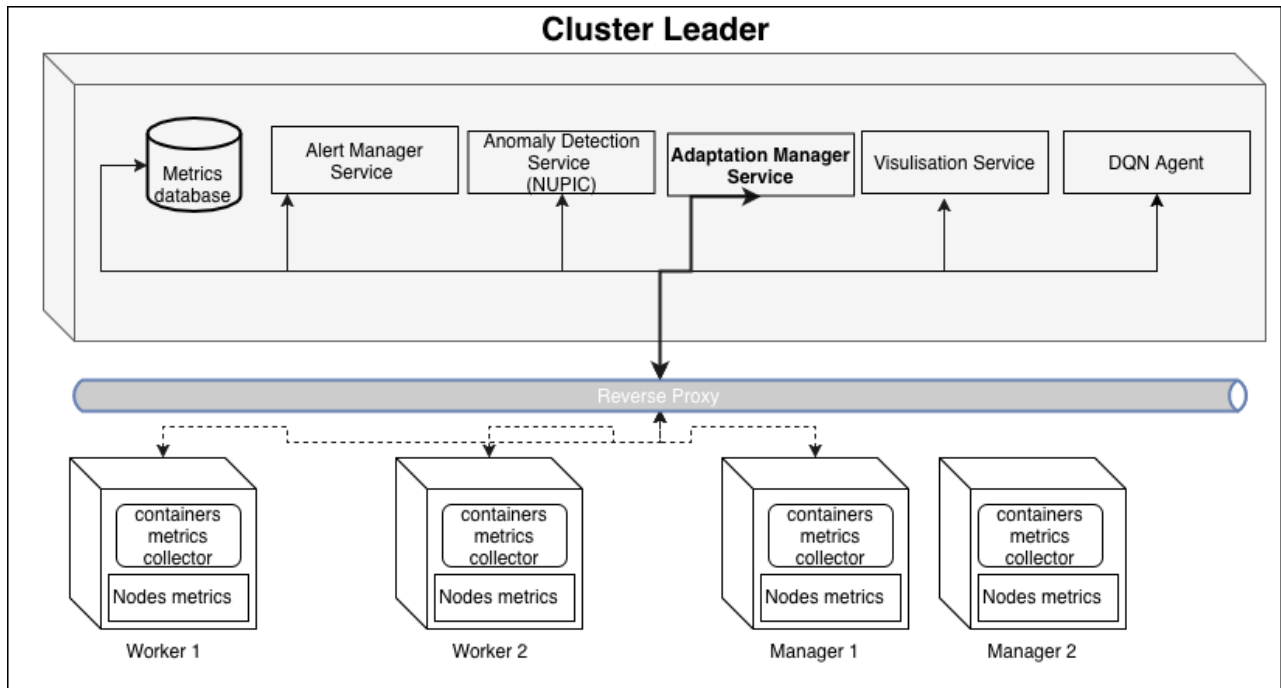 Cluster Leader
Metrics
database
Alert Manager
Service
Anomaly Detection
Service
(NUPIC)
Adaptation Manager
Service
Visulisation Service
DQN Agent
Reverse Proxy
containers
metrics
collector
Nodes metrics
Worker 1
containers
metrics
collector
Nodes metrics
Worker 2
containers
metrics
collector
Nodes metrics
Manager 1
containers
metrics
collector
Nodes metrics
Manager 2